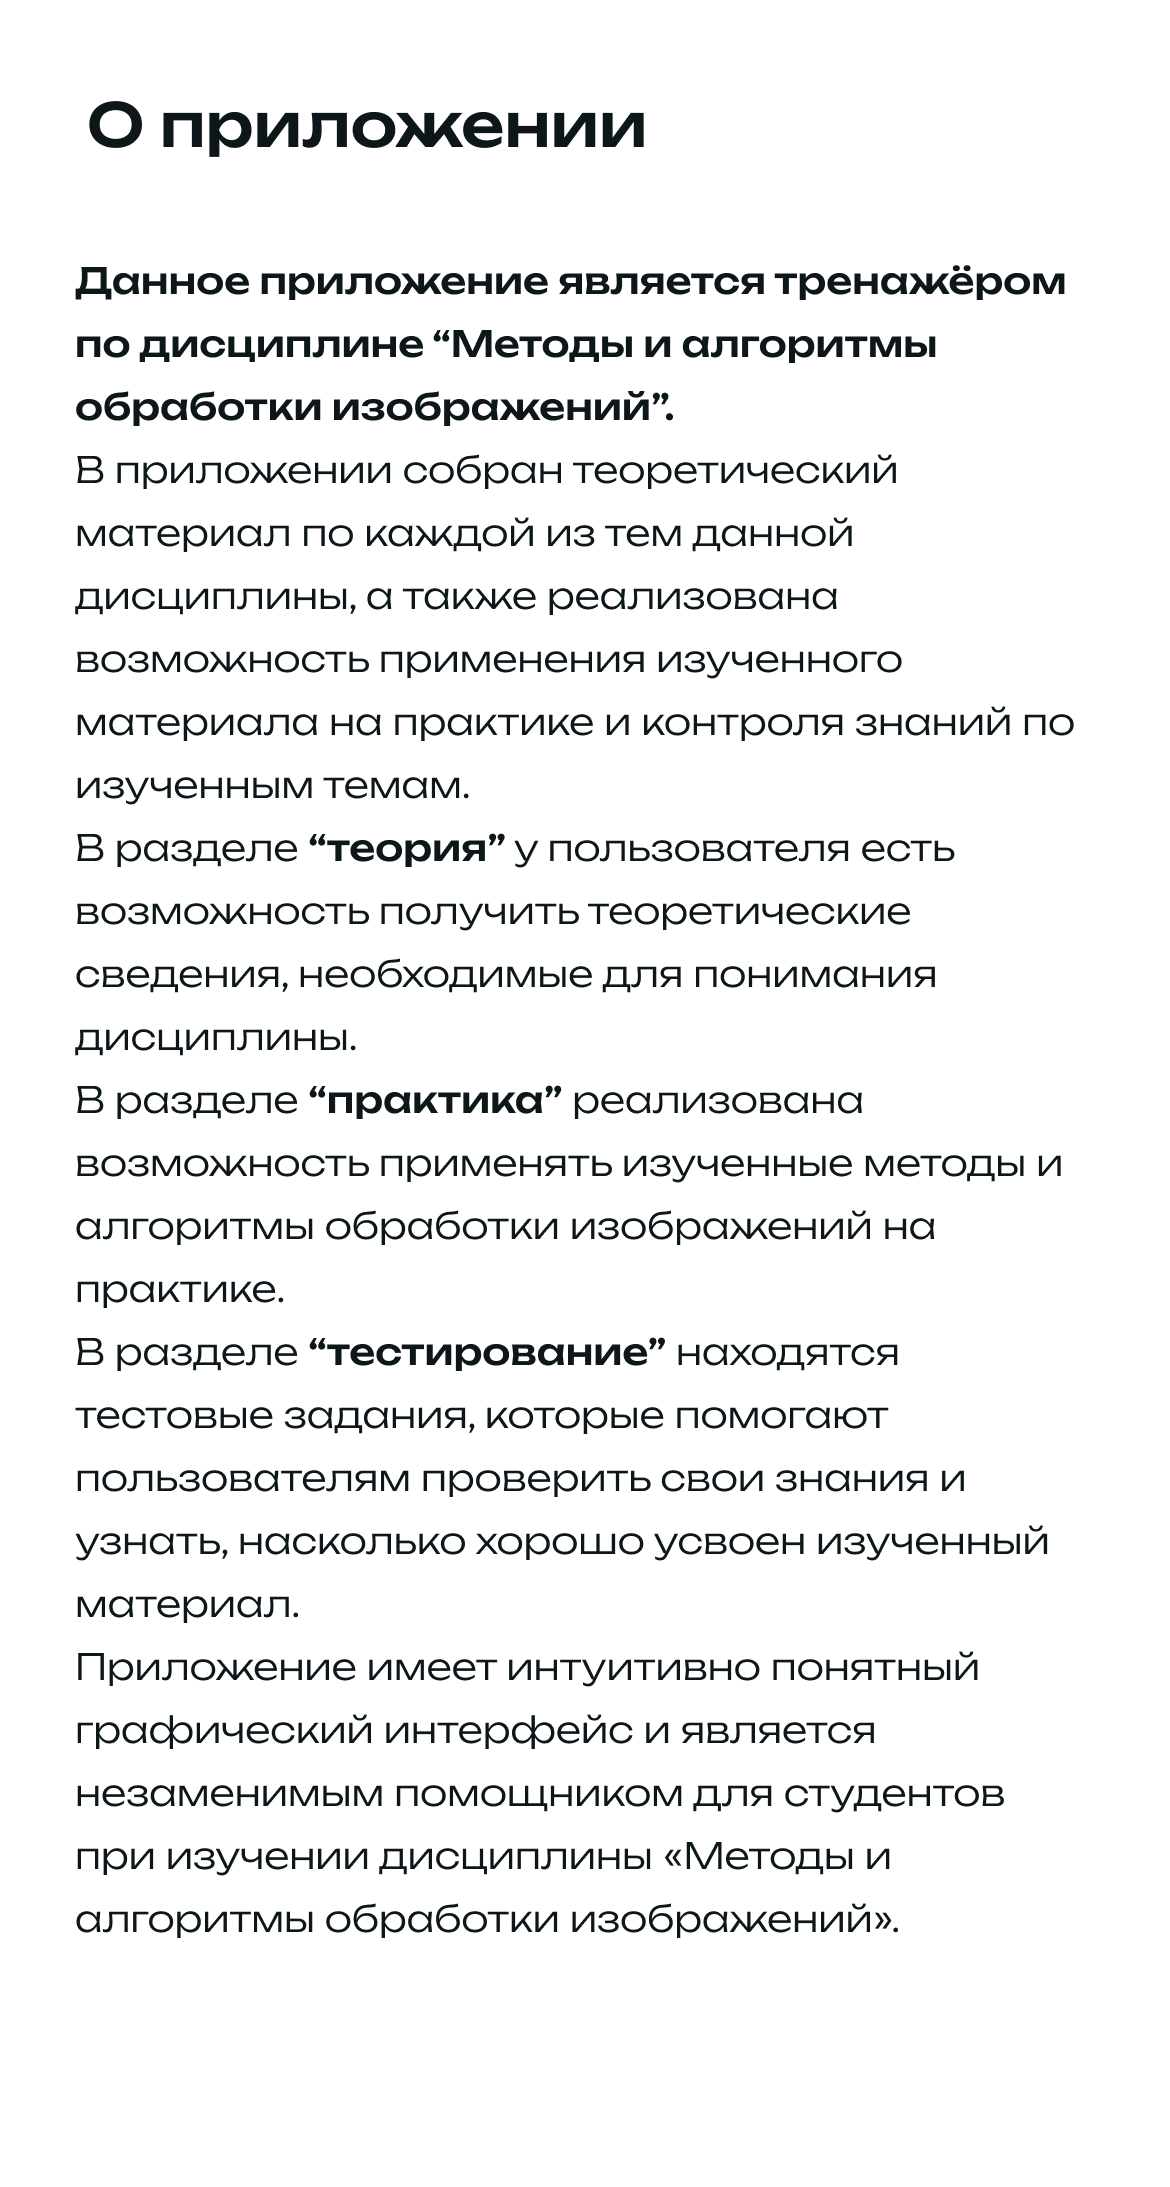 О приложении
Данное приложение является тренажёром
по дисциплине “Методы и алгоритмы
обработки изображений”.
В приложении собран теоретический
материал по каждой из тем данной
дисциплины, а также реализована
возможность применения изученного
материала на практике и контроля знаний по
изученным темам.
В разделе “теория” у пользователя есть
возможность получить теоретические
сведения, необходимые для понимания
дисциплины.
В разделе “практика” реализована
возможность применять изученные методы и
алгоритмы обработки изображений на
практике.
В разделе “тестирование” находятся
тестовые задания, которые помогают
пользователям проверить свои знания и
узнать, насколько хорошо усвоен изученный
материал.
Приложение имеет интуитивно понятный
графический интерфейс и является
незаменимым помощником для студентов
при изучении дисциплины «Методы и
алгоритмы обработки изображений».